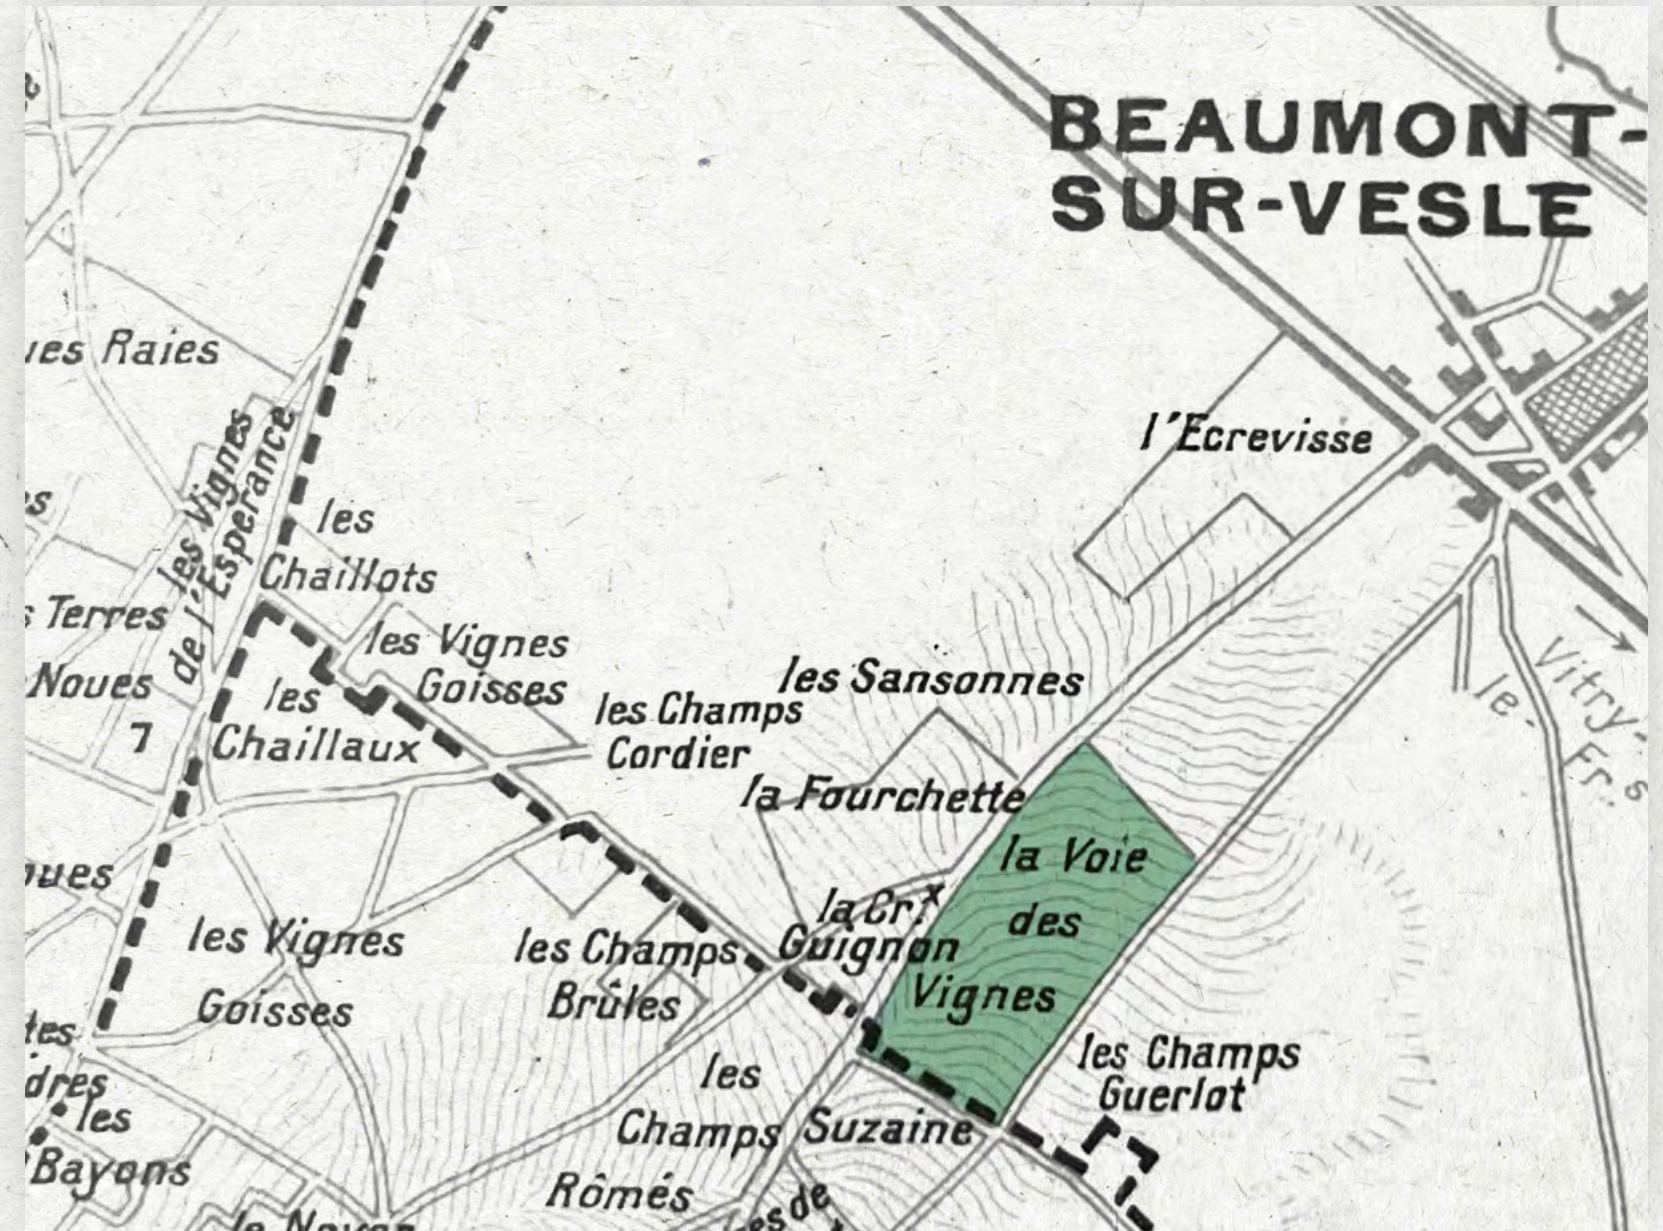 BEAUMONT-
SUR-VESLE
Raies
l'Ecrevisse
les Vignes
de l'Esperance
les
Chaillots
Terres
Noues
7
les Vignes
Goisses
les
Chaillaux
les Champs
Cordier
les Sansonnes
la Fourchette
le-
Vitry-
Fr.
la Voie
des
Vignes
la Cr.x
Guignon
les Vignes
Goisses
les Champs
Brûles
les Champs
Guerlot
les
Champs
Rômés
Suzaine
les
Bayons
de